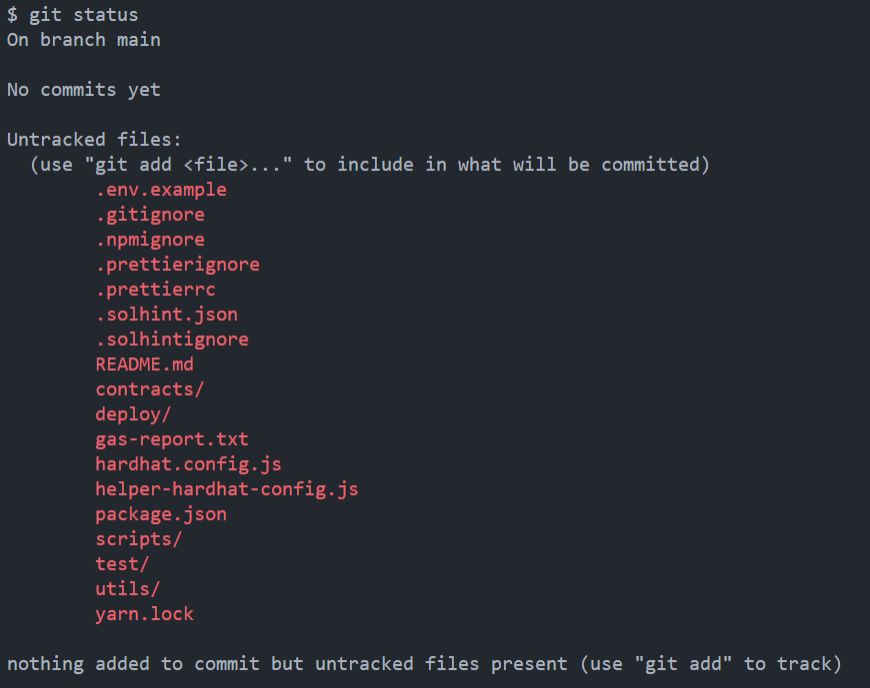 $ git status
On branch main
No commits yet
Untracked files:
(use "git add <file>..." to include in what will be committed)
.env.example
.gitignore
.npmignore
.prettierignore
.prettierrc
.solhint.json
.solhintignore
README.md
contracts/
deploy/
gas-report.txt
hardhat.config.js
helper-hardhat-config.js
package.json
scripts/
test/
utils/
yarn.lock
nothing added to commit but untracked files present (use "git add" to track)